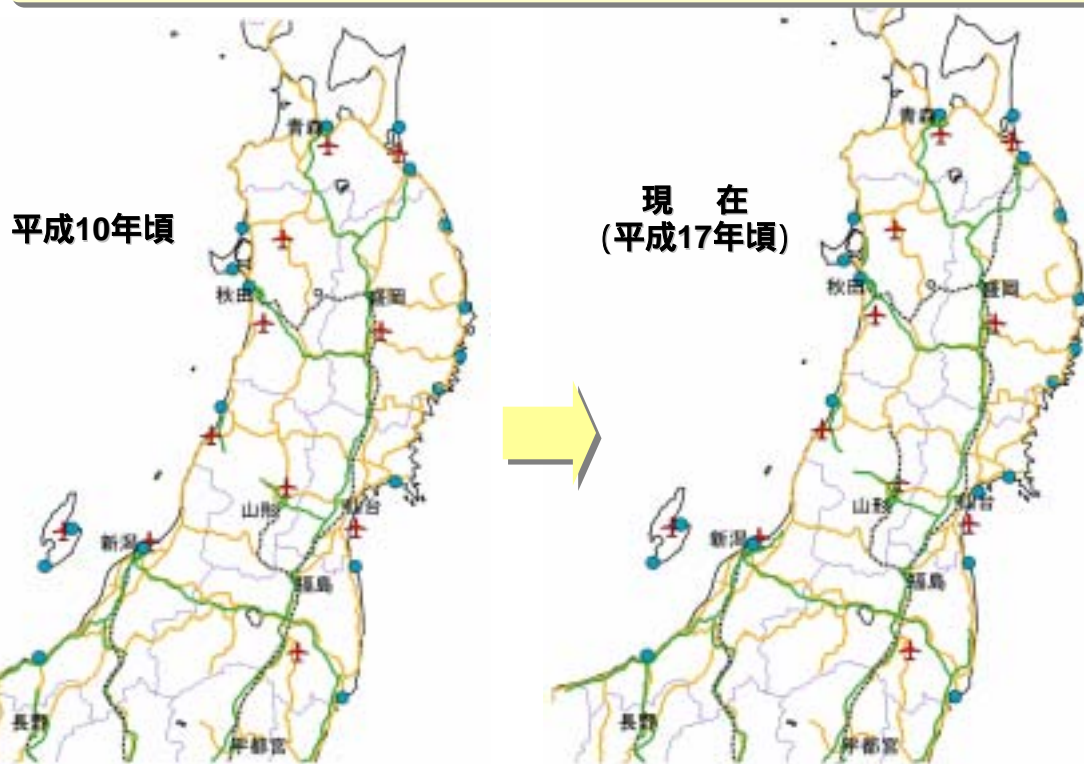 平成10年頃
青森
秋田
盛岡
山形
仙台
新潟
福島
長野
宇都宮
現 在
(平成17年頃)
青森
秋田
盛岡
山形
仙台
新潟
福島
長野
宇都宮